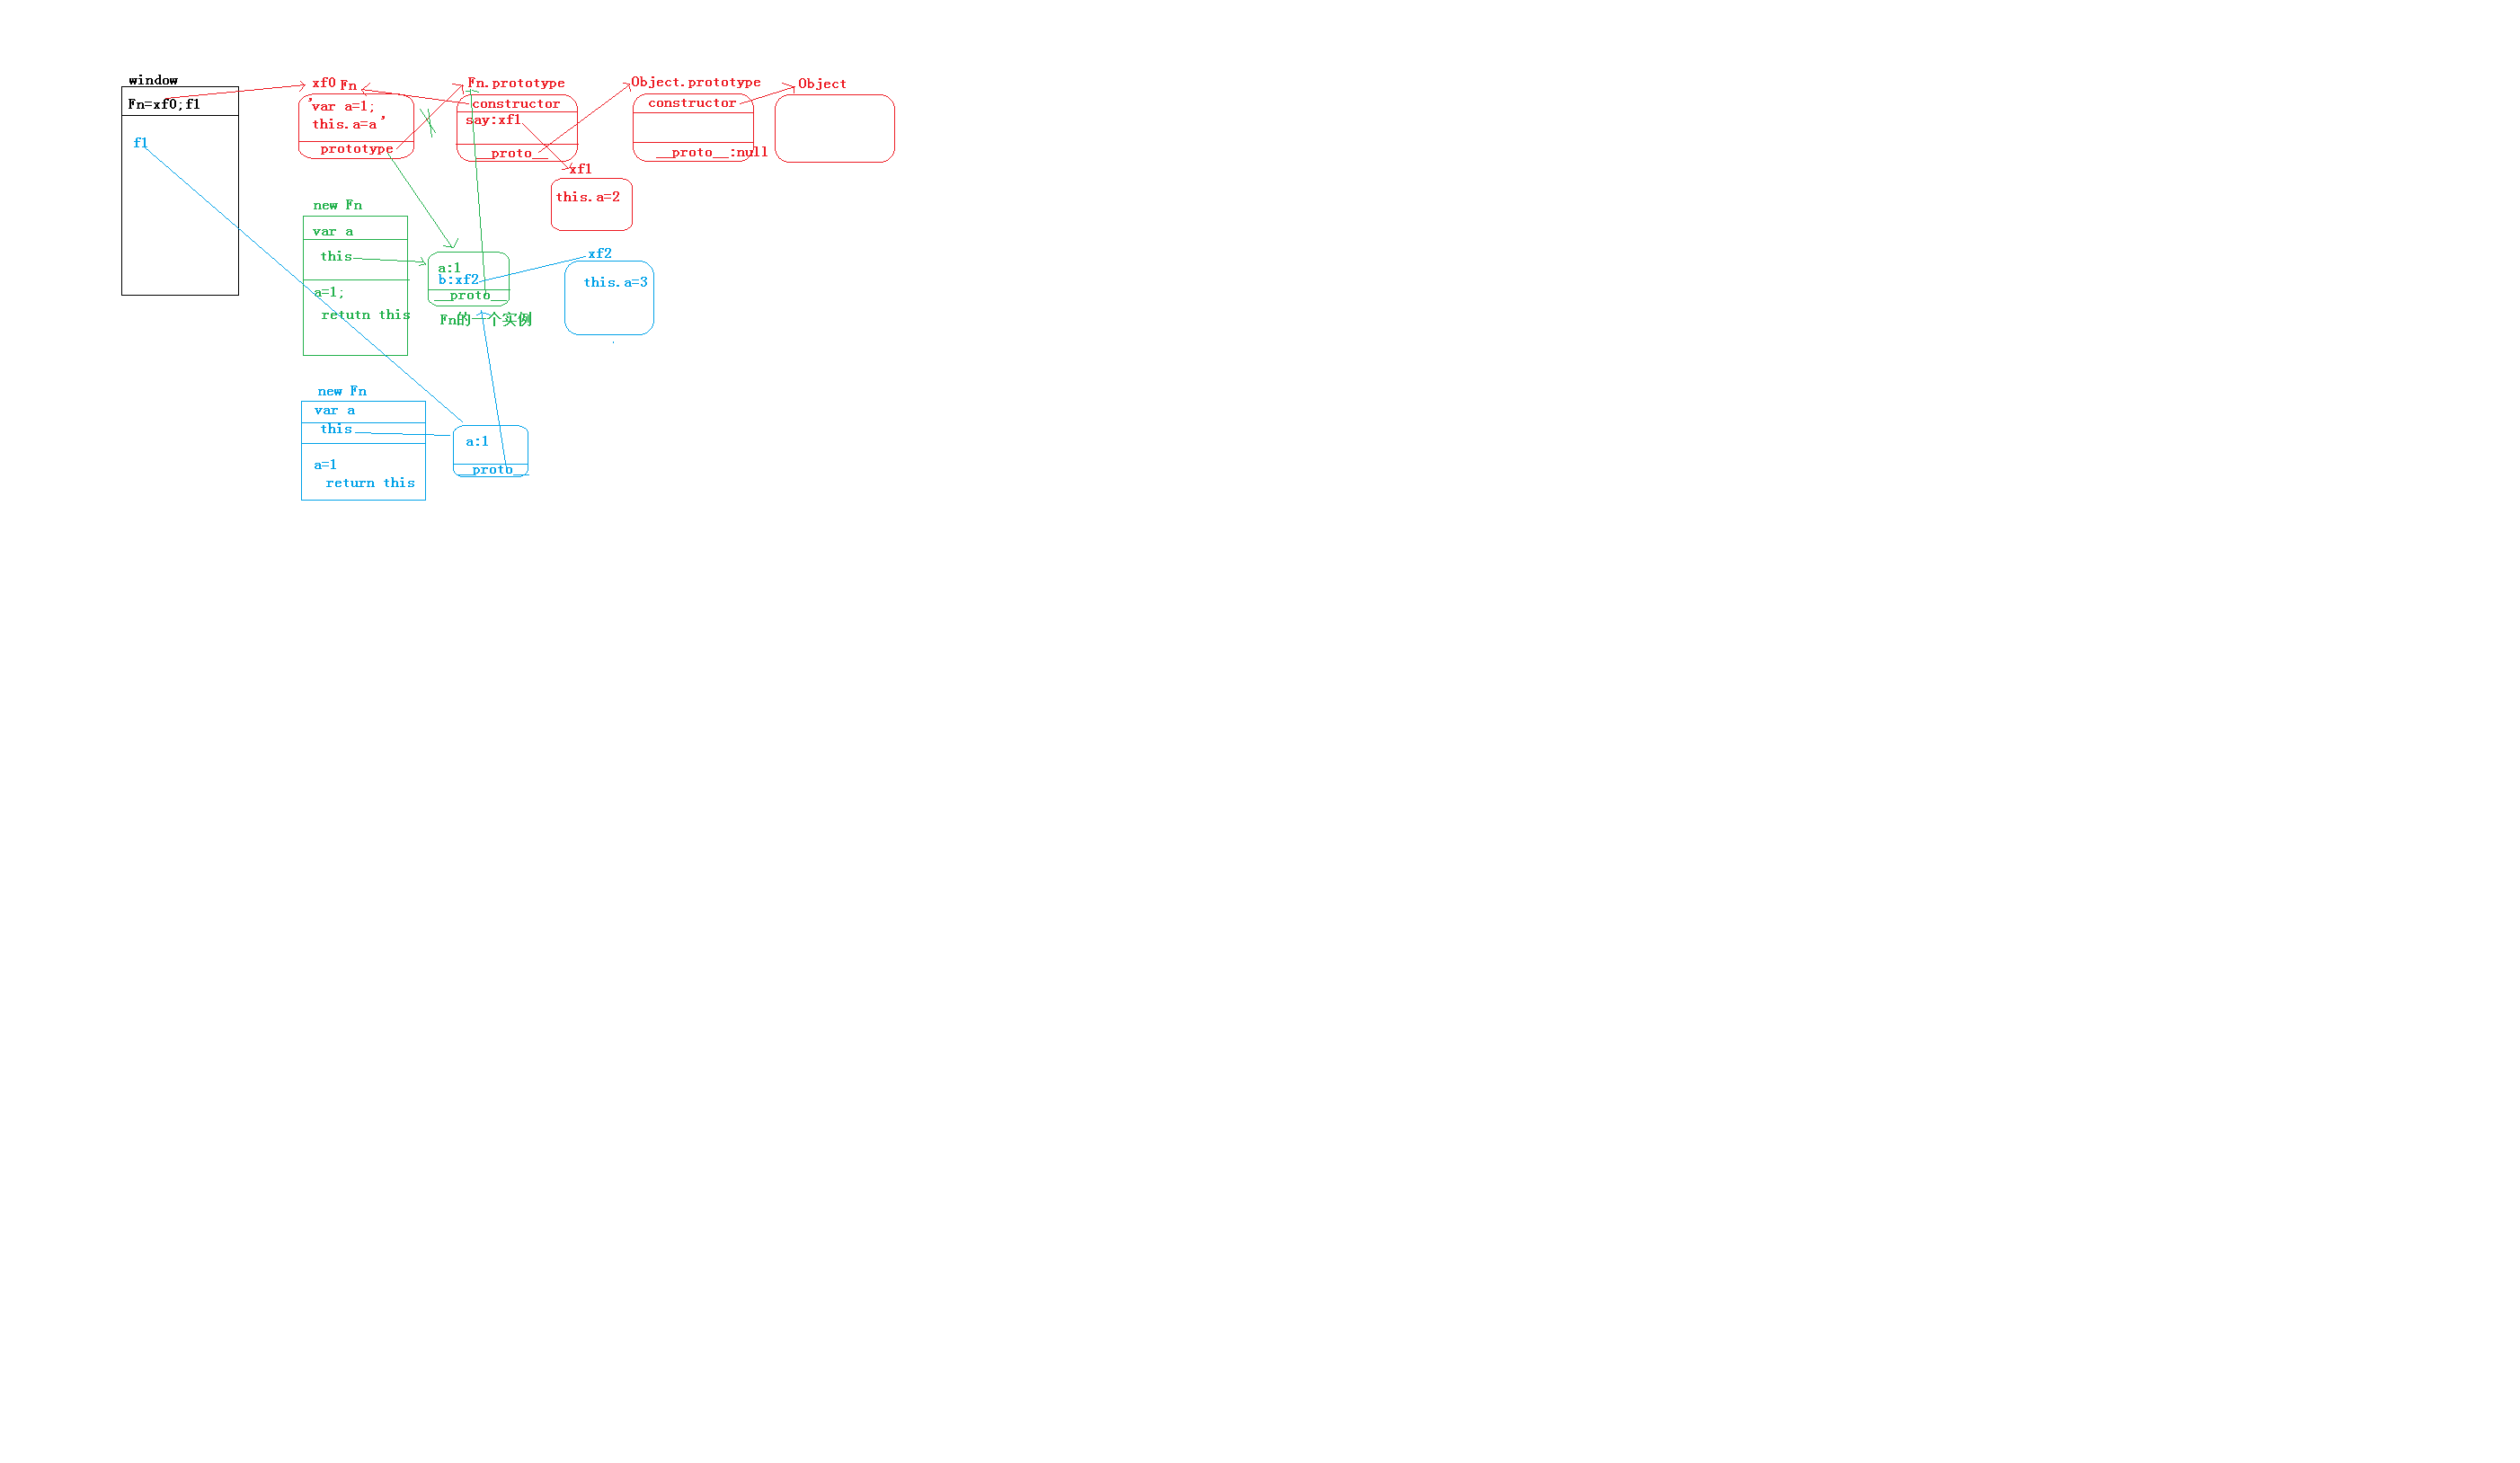 window
Fn=xf0;f1
f1
xf0 Fn
'var a=1;
this.a=a'
prototype
Fn.prototype
constructor
say:xf1
__proto__
xf1
this.a=2
Object.prototype
constructor
__proto__:null
Object
new Fn
var a
this
a=1;
retutn this
a:1
b:xf2
__proto__
Fn的一个实例
xf2
this.a=3
new Fn
var a
this
a=1
return this
a:1
__proto__